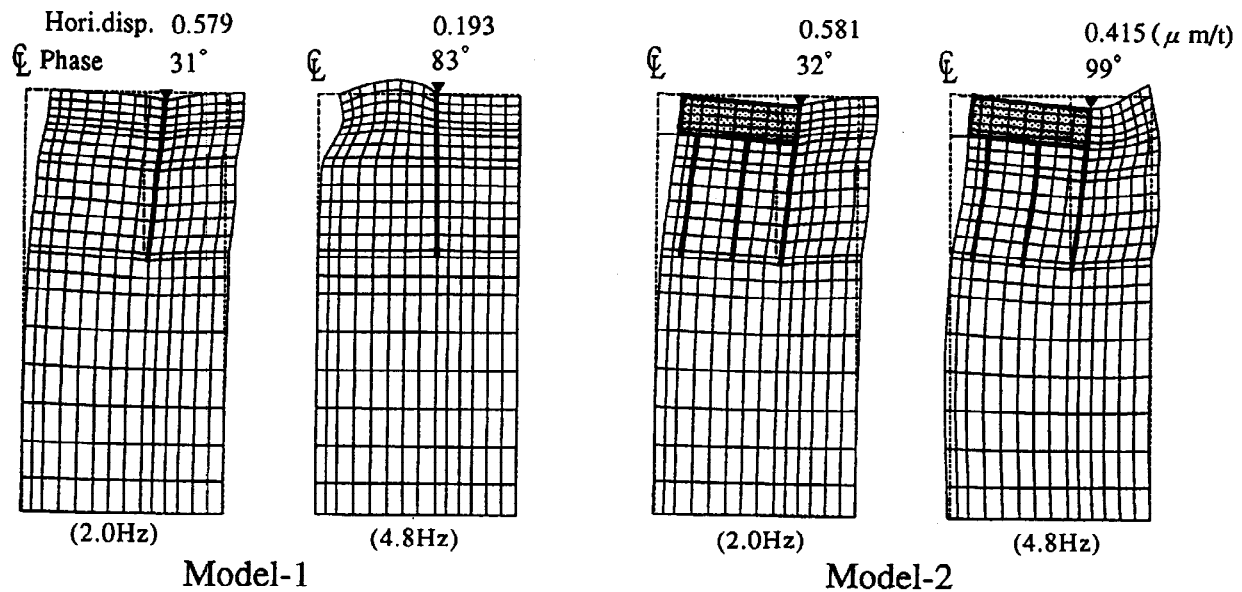 Hori.disp. 0.579 0.193 0.581 0.415 ( μ m/t)
℄ Phase 31° ℄ 83° ℄ 32° ℄ 99°
(2.0Hz) (4.8Hz) (2.0Hz) (4.8Hz)
Model-1 Model-2